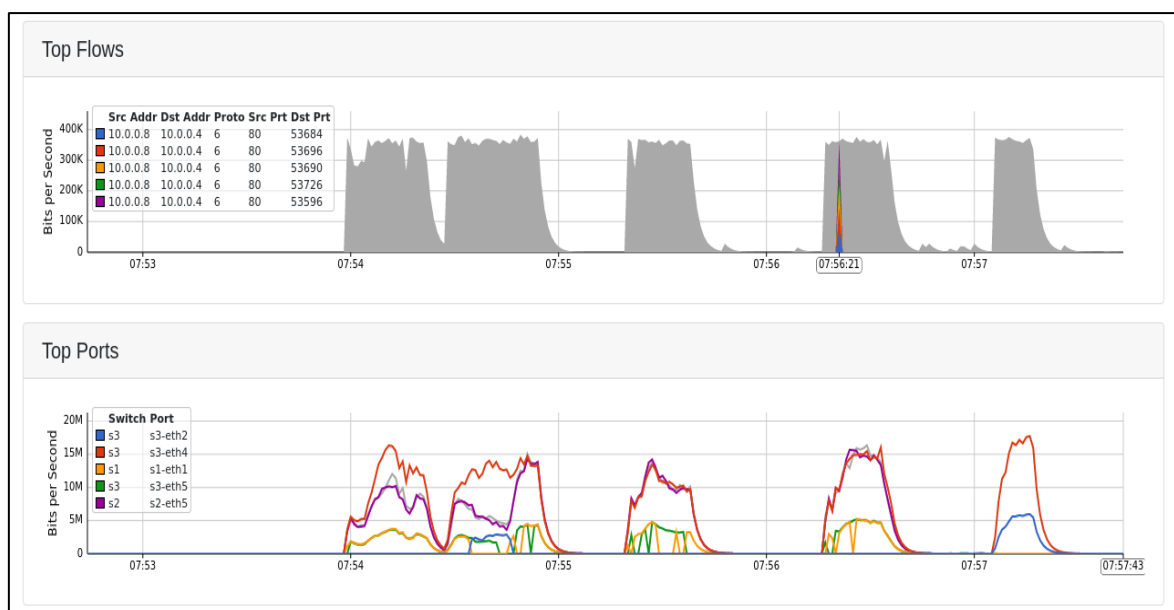 Top Flows
Bits per Second
400K
300K
200K
100K
0
Src Addr Dst Addr Proto Src Prt Dst Prt
10.0.0.8 10.0.0.4 6 80 53684
10.0.0.8 10.0.0.4 6 80 53696
10.0.0.8 10.0.0.4 6 80 53690
10.0.0.8 10.0.0.4 6 80 53726
10.0.0.8 10.0.0.4 6 80 53596
07:53 07:54 07:55 07:56 07:56:21 07:57
Top Ports
Bits per Second
20M
15M
10M
5M
0
Switch Port
s3 s3-eth2
s3 s3-eth4
s1 s1-eth1
s3 s3-eth5
s2 s2-eth5
07:53 07:54 07:55 07:56 07:57 07:57:43